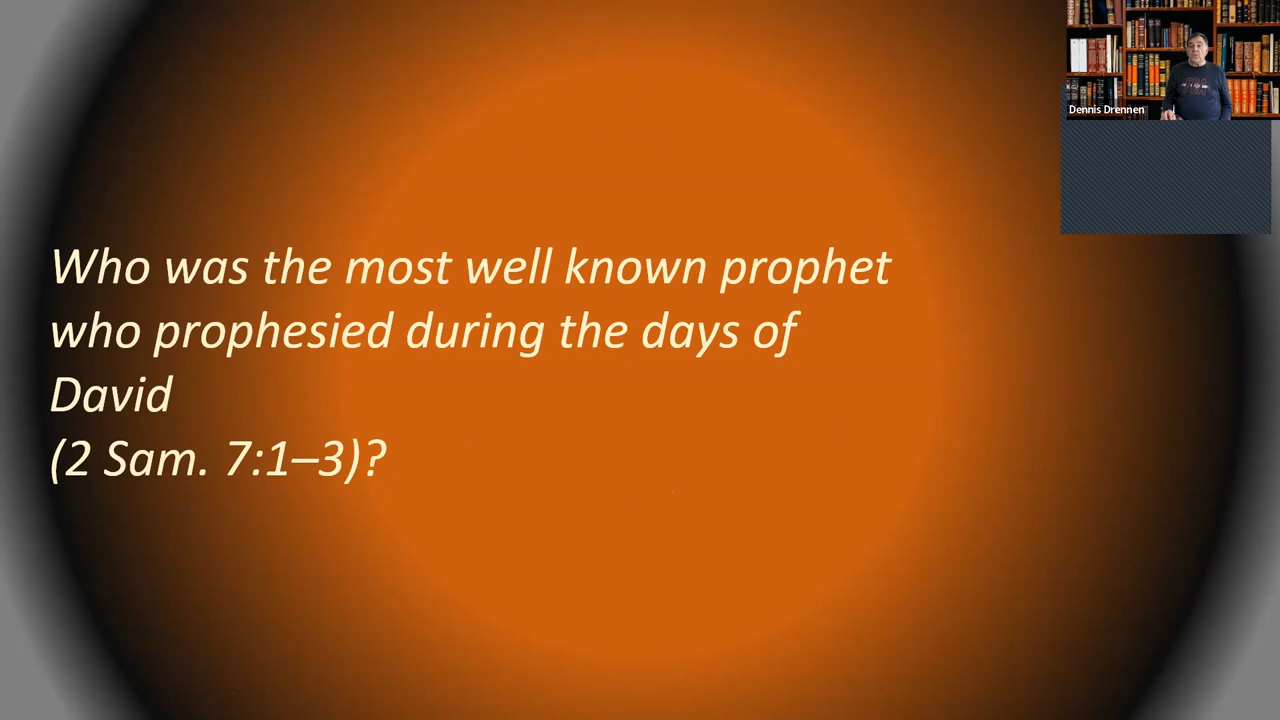 Who was the most well known prophet
who prophesied during the days of
David
(2 Sam. 7:1–3)?
Dennis Drennen